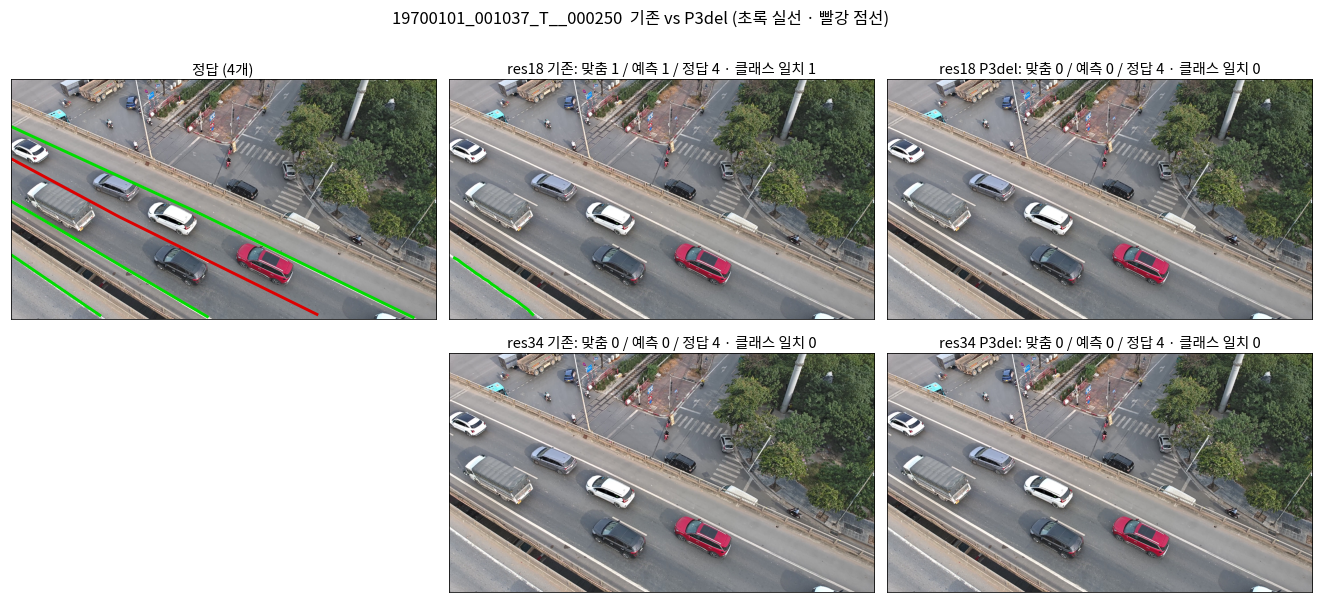 19700101_001037_T__000250 기존 vs P3del (초록 실선 · 빨강 점선)
정답 (4개)
res18 기존: 맞춤 1 / 예측 1 / 정답 4 · 클래스 일치 1
res18 P3del: 맞춤 0 / 예측 0 / 정답 4 · 클래스 일치 0
res34 기존: 맞춤 0 / 예측 0 / 정답 4 · 클래스 일치 0
res34 P3del: 맞춤 0 / 예측 0 / 정답 4 · 클래스 일치 0